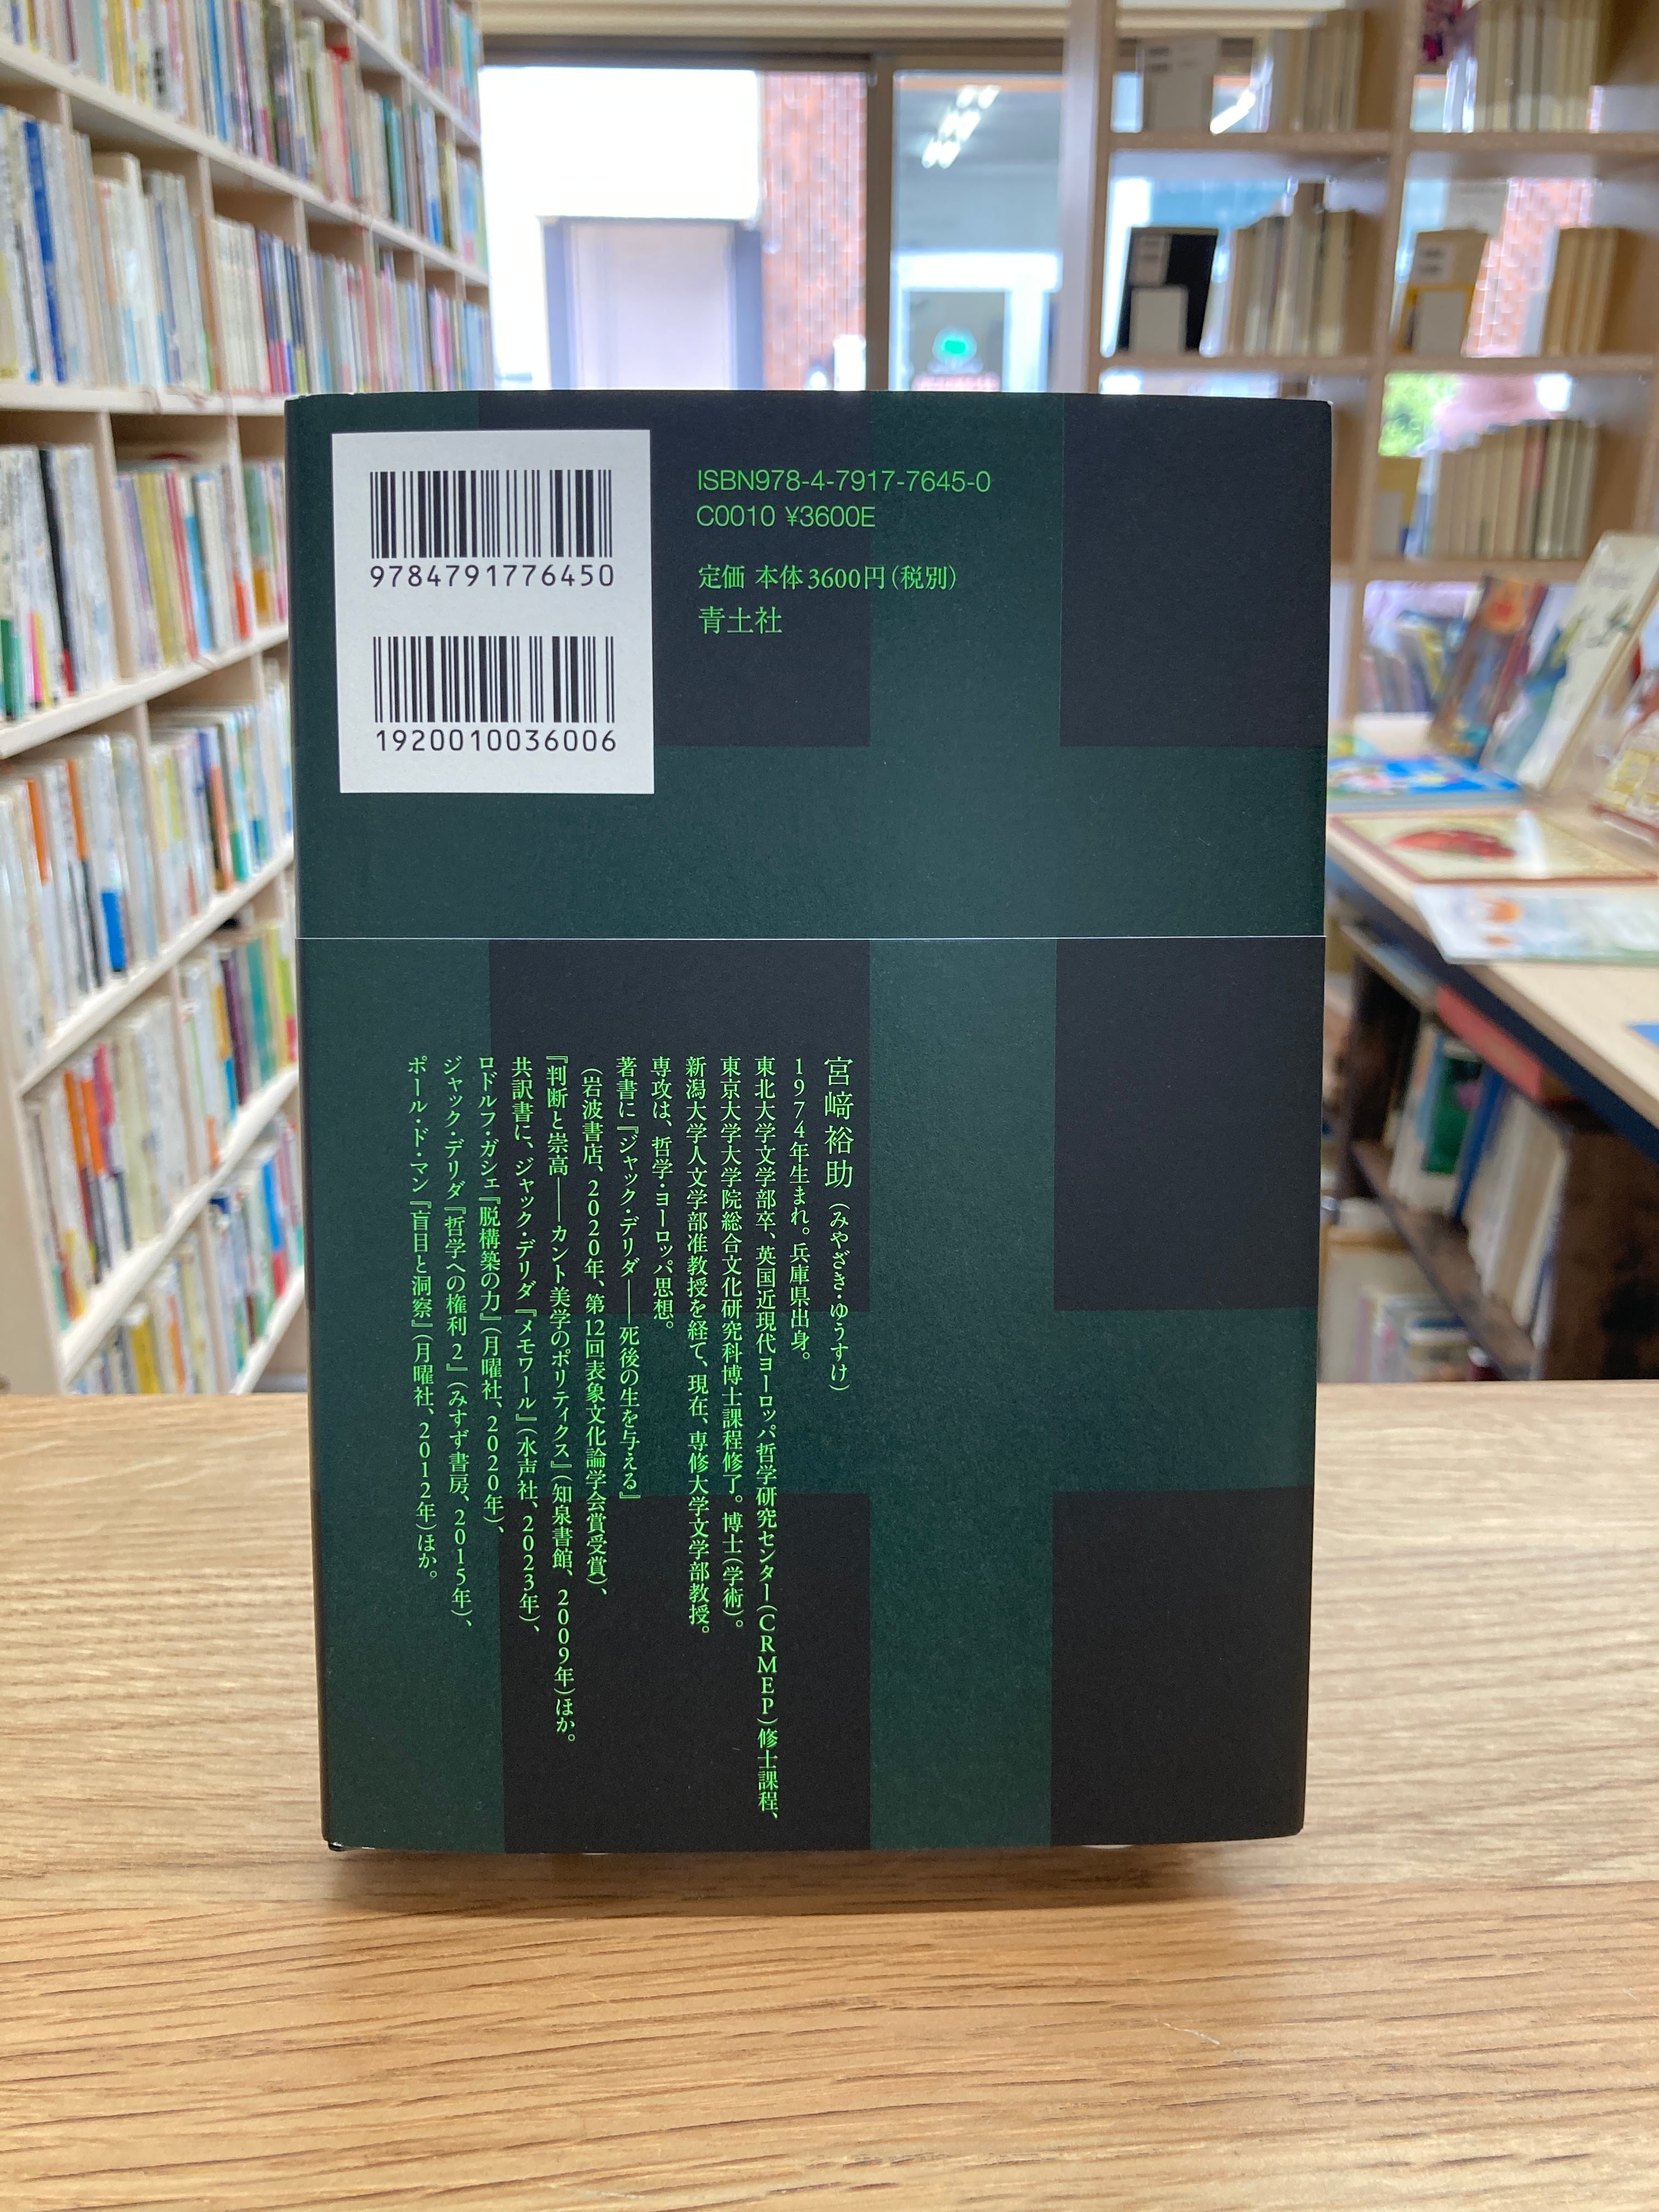 9784791776450
1920010036006
ISBN978-4-7917-7645-0
C0010 ¥3600E
定価 本体3600円(税別)
青土社
宮﨑裕助(みやざき・ゆうすけ)
1974年生まれ。兵庫県出身。
東北大学文学部卒、英国近現代ヨーロッパ哲学研究センター(CRMEP)修士課程、
東京大学大学院総合文化研究科博士課程修了。博士(学術)。
新潟大学人文学部准教授を経て、現在、専修大学文学部教授。
専攻は、哲学・ヨーロッパ思想。
著書に『ジャック・デリダ──死後の生を与える』
(岩波書店、2020年、第12回表象文化論学会賞受賞)、
『判断と崇高──カント美学のポリティクス』(知泉書館、2009年)ほか。
共訳書に、ジャック・デリダ『メモワール』(水声社、2023年)、
ロドルフ・ガシェ『脱構築の力』(月曜社、2020年)、
ジャック・デリダ『哲学への権利 2』(みすず書房、2015年)、
ポール・ド・マン『盲目と洞察』(月曜社、2012年)ほか。